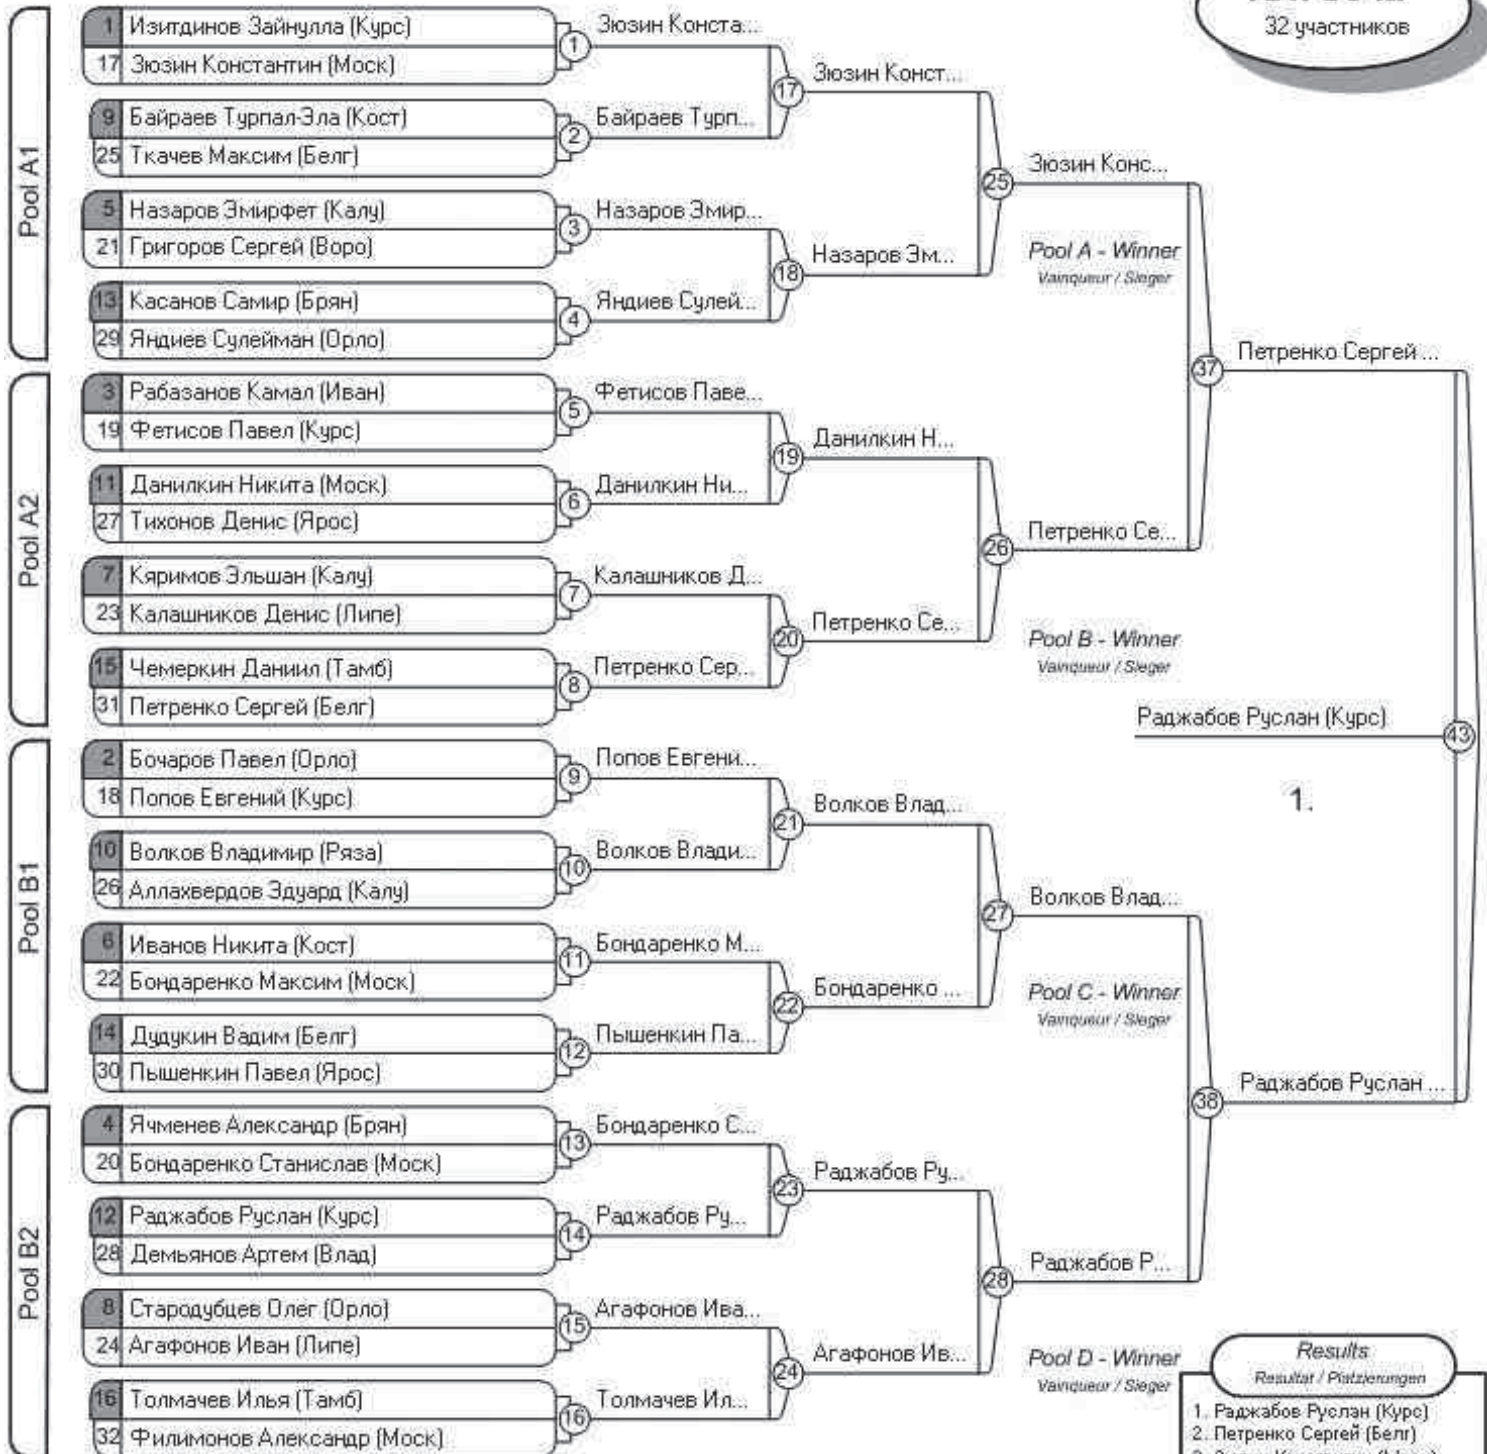 32 участников
Pool A1
1 Изитдинов Зайнулла (Курс)
17 Зюзин Константин (Моск)
9 Байраев Турпал-Эла (Кост)
25 Ткачев Максим (Белг)
5 Назаров Эмирфет (Калу)
21 Григоров Сергей (Воро)
13 Касанов Самир (Брян)
29 Яндиев Сулейман (Орло)
Pool A2
3 Рабазанов Камал (Иван)
19 Фетисов Павел (Курс)
11 Данилкин Никита (Моск)
27 Тихонов Денис (Ярос)
7 Кяримов Эльшан (Калу)
23 Калашников Денис (Липе)
15 Чемеркин Даниил (Тамб)
31 Петренко Сергей (Белг)
Pool B1
2 Бочаров Павел (Орло)
18 Попов Евгений (Курс)
10 Волков Владимир (Ряза)
26 Аллахвердов Эдуард (Калу)
6 Иванов Никита (Кост)
22 Бондаренко Максим (Моск)
14 Дудукин Вадим (Белг)
30 Пышенкин Павел (Ярос)
Pool B2
4 Ячменев Александр (Брян)
20 Бондаренко Станислав (Моск)
12 Раджабов Руслан (Курс)
28 Демьянов Артем (Влад)
8 Стародубцев Олег (Орло)
24 Агафонов Иван (Липе)
16 Толмачев Илья (Тамб)
32 Филимонов Александр (Моск)
1 Зюзин Конста...
2 Байраев Турп...
3 Назаров Эмир...
4 Яндиев Сулей...
5 Фетисов Паве...
6 Данилкин Ни...
7 Калашников Д...
8 Петренко Сер...
9 Попов Евгени...
10 Волков Влади...
11 Бондаренко М...
12 Пышенкин Па...
13 Бондаренко С...
14 Раджабов Ру...
15 Агафонов Ива...
16 Толмачев Ил...
17 Зюзин Конст...
18 Назаров Эм...
19 Данилкин Н...
20 Петренко Се...
21 Волков Влад...
22 Бондаренко ...
23 Раджабов Ру...
24 Агафонов Ив...
25 Зюзин Конс...
Pool A - Winner
Vainqueur / Sieger
26 Петренко Се...
Pool B - Winner
Vainqueur / Sieger
27 Волков Влад...
Pool C - Winner
Vainqueur / Sieger
28 Раджабов Р...
Pool D - Winner
Vainqueur / Sieger
37 Петренко Сергей ...
38 Раджабов Руслан ...
Раджабов Руслан (Курс) 43
1.
Results
Resultat / Platzierungen
1. Раджабов Руслан (Курс)
2. Петренко Сергей (Белг)